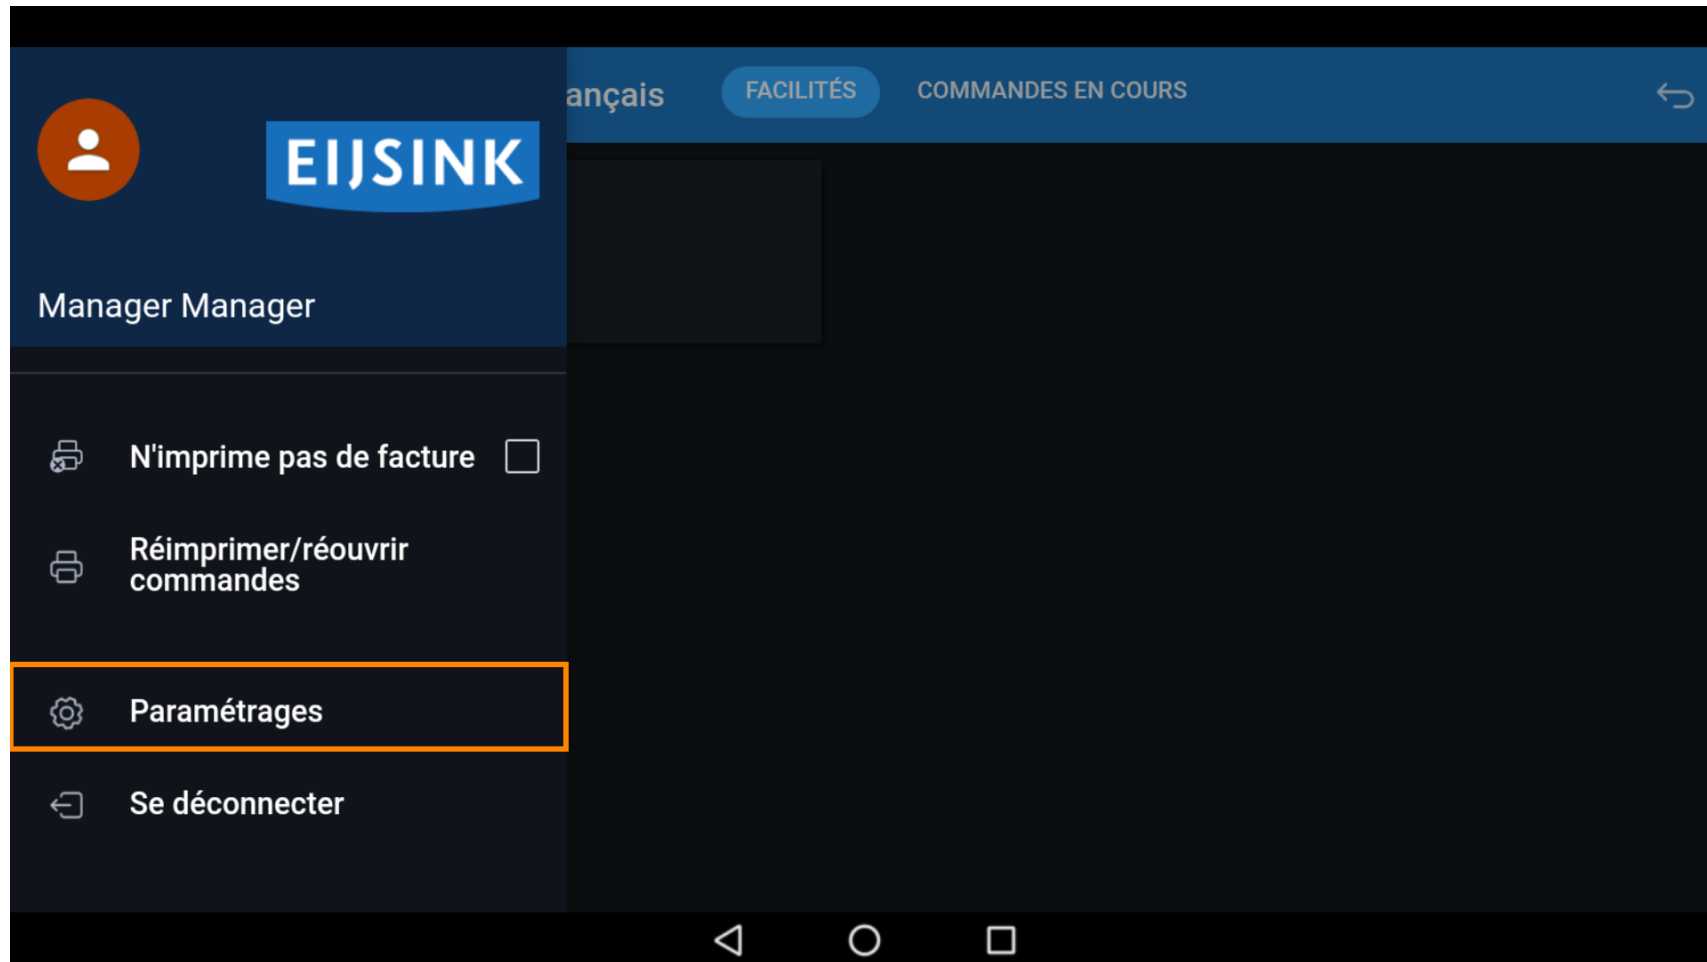 EIJSINK
Manager Manager
N'imprime pas de facture
Réimprimer/réouvrir
commandes
Paramétrages
Se déconnecter
ançais
FACILITÉS
COMMANDES EN COURS